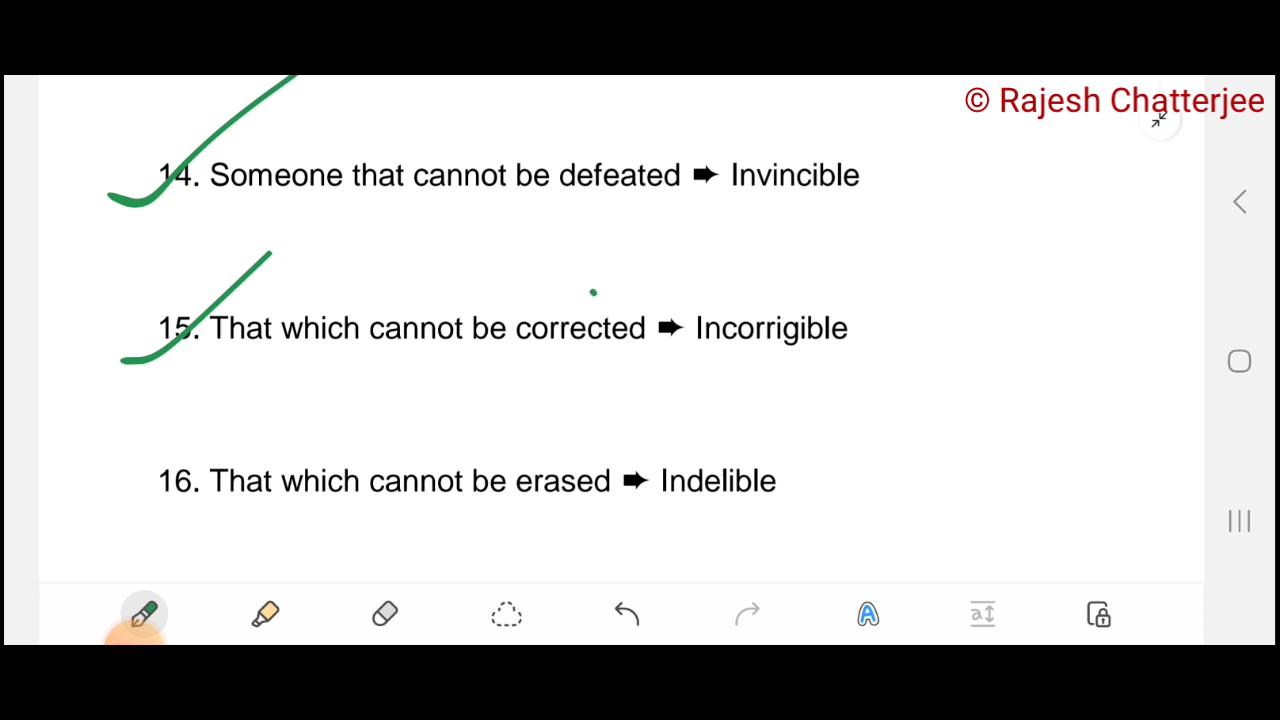 © Rajesh Chatterjee
14. Someone that cannot be defeated ➨ Invincible
15. That which cannot be corrected ➨ Incorrigible
16. That which cannot be erased ➨ Indelible